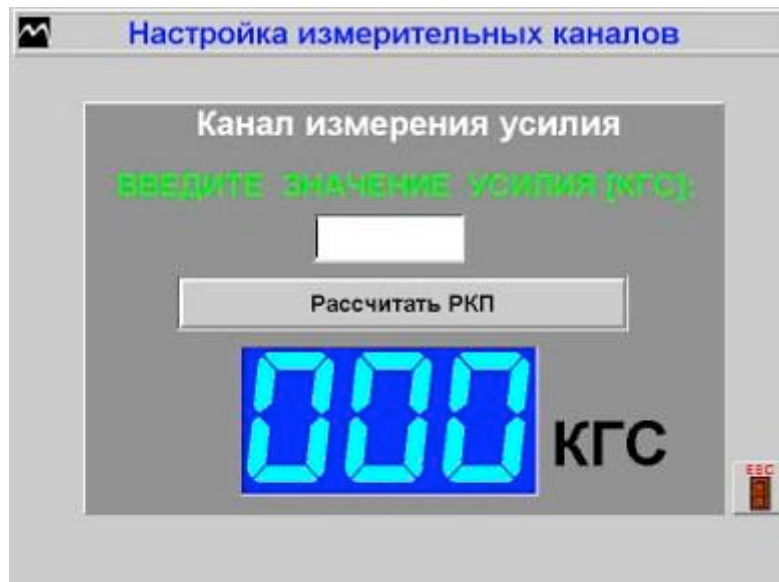 Настройка измерительных каналов
Канал измерения усилия
ВВЕДИТЕ ЗНАЧЕНИЕ УСИЛИЯ [КГС]:
Рассчитать РКП
000 КГС
ESC